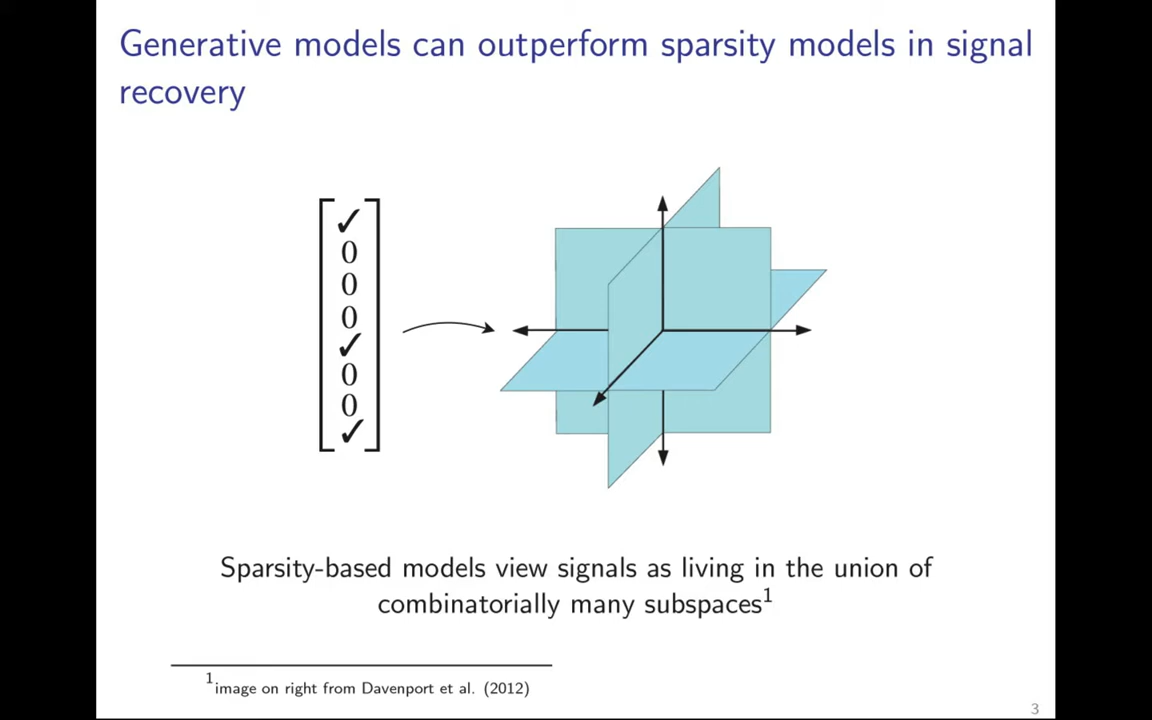 Generative models can outperform sparsity models in signal
recovery
✓
0
0
0
✓
0
0
✓
Sparsity-based models view signals as living in the union of
combinatorially many subspaces¹
¹image on right from Davenport et al. (2012)
3